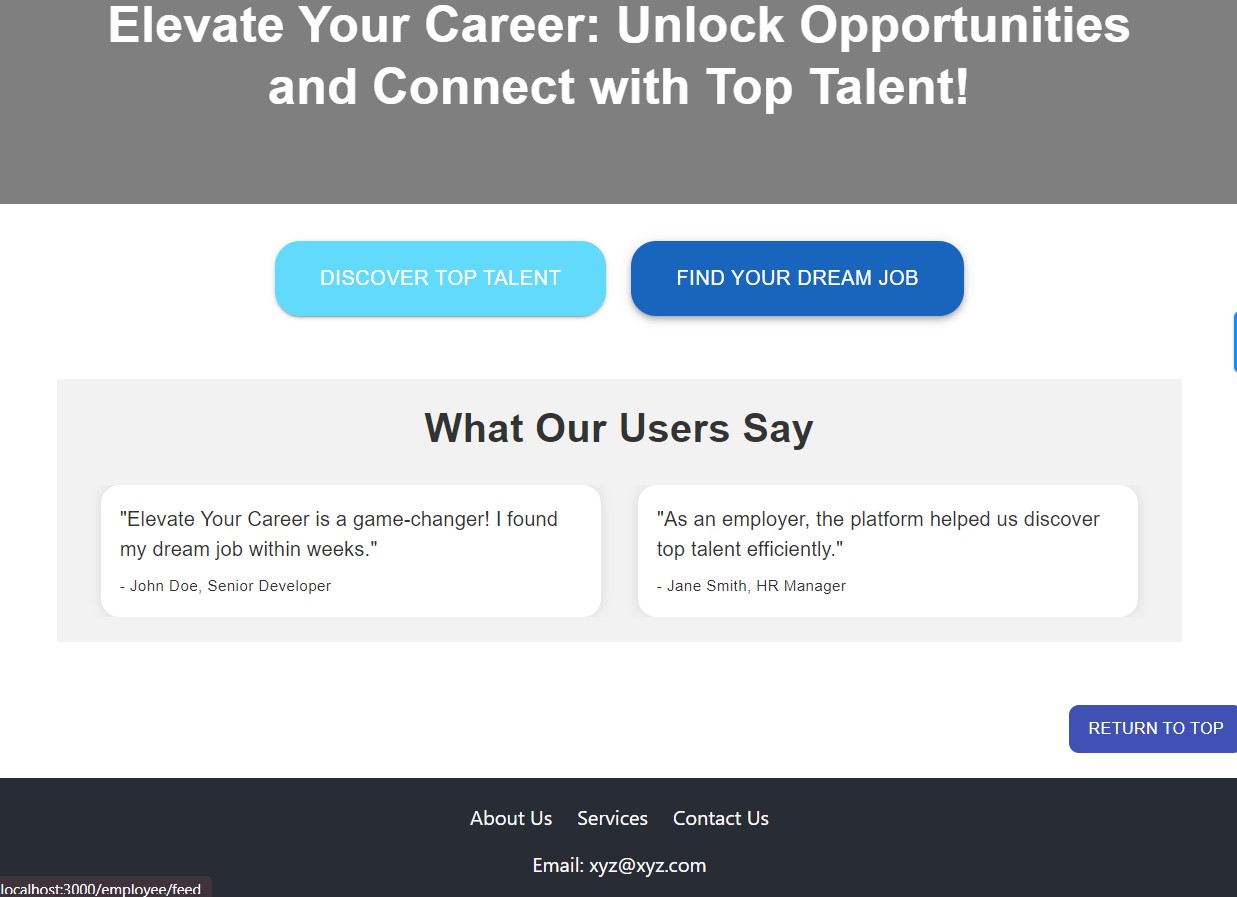 Elevate Your Career: Unlock Opportunities
and Connect with Top Talent!
DISCOVER TOP TALENT
FIND YOUR DREAM JOB
What Our Users Say
"Elevate Your Career is a game-changer! I found
my dream job within weeks."
- John Doe, Senior Developer
"As an employer, the platform helped us discover
top talent efficiently."
- Jane Smith, HR Manager
RETURN TO TOP
About Us Services Contact Us
Email: xyz@xyz.com
localhost:3000/employee/feed